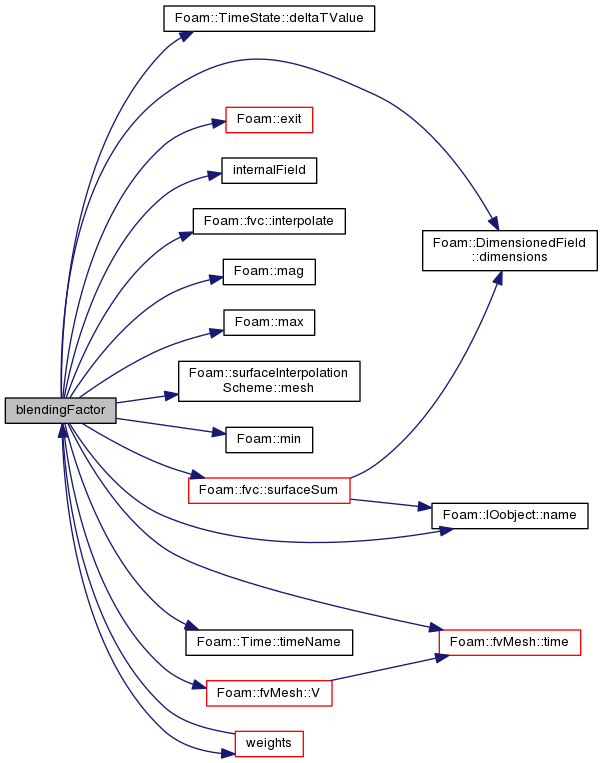 Foam::TimeState::deltaTValue
Foam::exit
internalField
Foam::fvc::interpolate
Foam::DimensionedField
::dimensions
Foam::mag
Foam::max
Foam::surfaceInterpolation
Scheme::mesh
blendingFactor
Foam::min
Foam::fvc::surfaceSum
Foam::IOobject::name
Foam::Time::timeName
Foam::fvMesh::time
Foam::fvMesh::V
weights